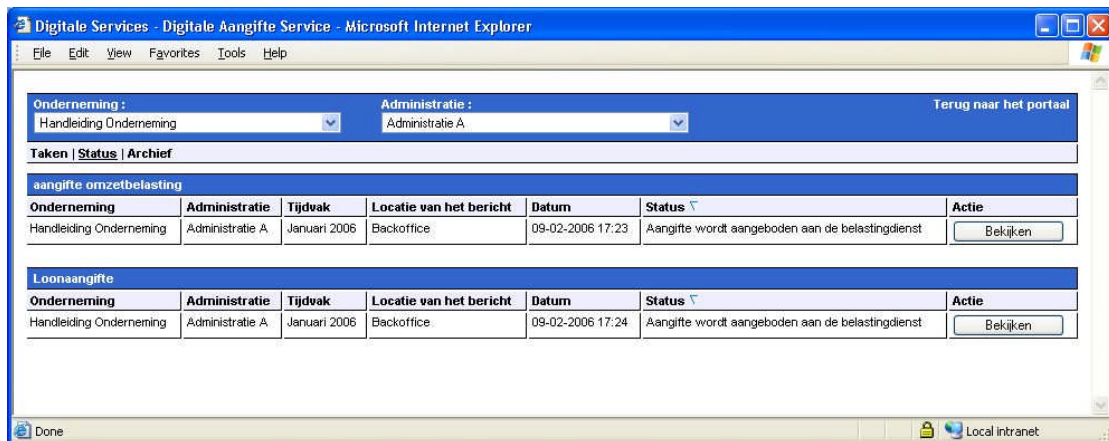 Digitale Services - Digitale Aangifte Service - Microsoft Internet Explorer
File Edit View Favorites Tools Help
Onderneming : Administratie : Terug naar het portaal
Handleiding Onderneming Administratie A
Taken | Status | Archief
aangifte omzetbelasting
Onderneming Administratie Tijdvak Locatie van het bericht Datum Status Actie
Handleiding Onderneming Administratie A Januari 2006 Backoffice 09-02-2006 17:23 Aangifte wordt aangeboden aan de belastingdienst Bekijken
Loonaangifte
Onderneming Administratie Tijdvak Locatie van het bericht Datum Status Actie
Handleiding Onderneming Administratie A Januari 2006 Backoffice 09-02-2006 17:24 Aangifte wordt aangeboden aan de belastingdienst Bekijken
Done Local intranet